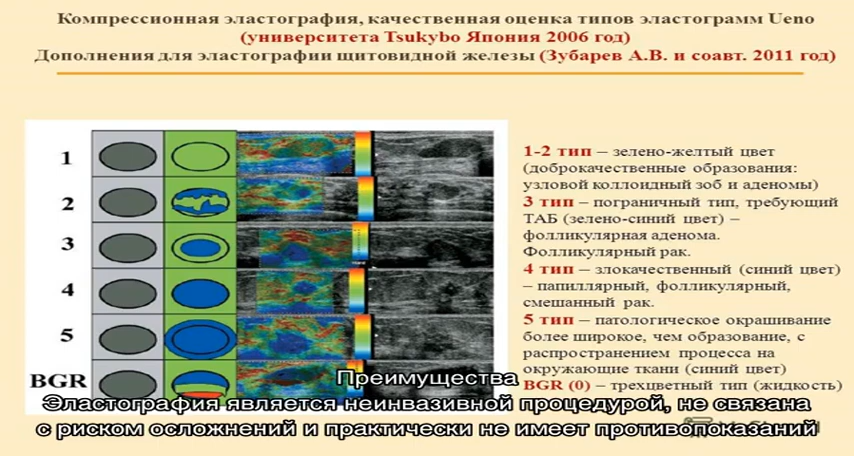 Компрессионная эластография, качественная оценка типов эластограмм Ueno
(университета Tsukybo Япония 2006 год)
Дополнения для эластографии щитовидной железы (Зубарев А.В. и соавт. 2011 год)
1
2
3
4
5
BGR
1-2 тип – зелено-желтый цвет
(доброкачественные образования:
узловой коллоидный зоб и аденомы)
3 тип – пограничный тип, требующий
ТАБ (зелено-синий цвет) –
фолликулярная аденома.
Фолликулярный рак.
4 тип – злокачественный (синий цвет)
– папиллярный, фолликулярный,
смешанный рак.
5 тип – патологическое окрашивание
более широкое, чем образование, с
распространением процесса на
окружающие ткани (синий цвет)
BGR (0) – трехцветный тип (жидкость)
Преимущества
Эластография является неинвазивной процедурой, не связана
с риском осложнений и практически не имеет противопоказаний